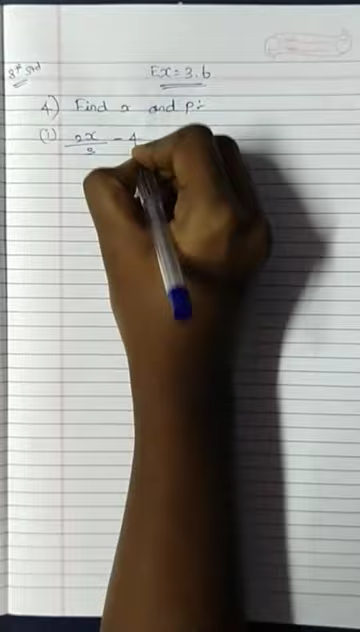 8th std
Ex = 3.6
4) Find x and p:-
(i) 2x/3 - 4